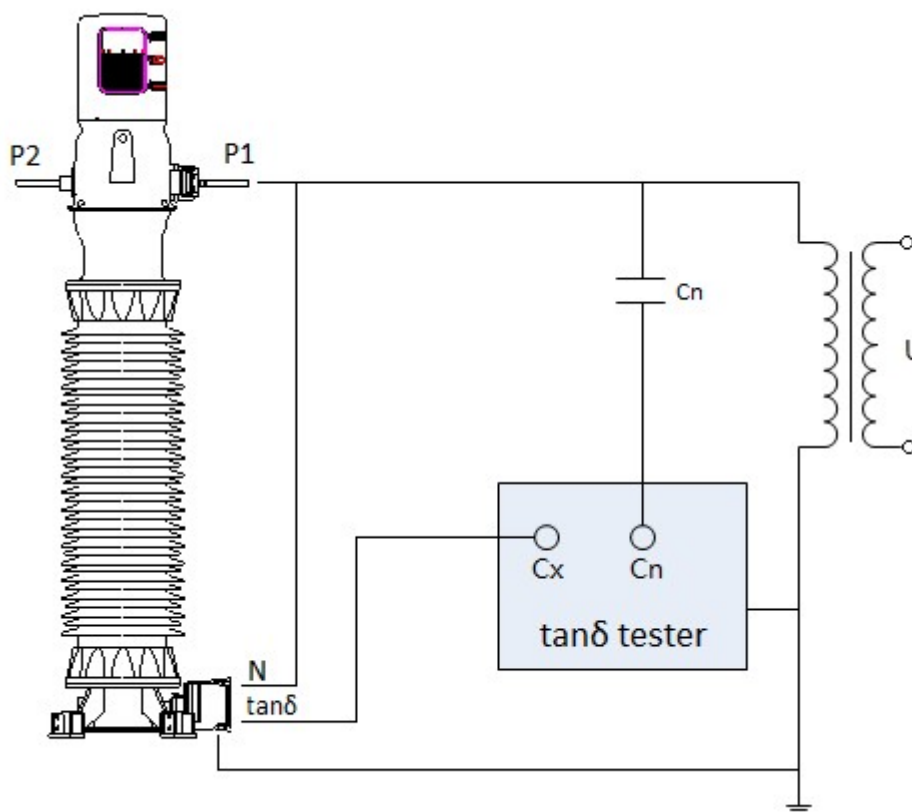 P2
P1
Cn
U
Cx
Cn
tanδ tester
N
tanδ